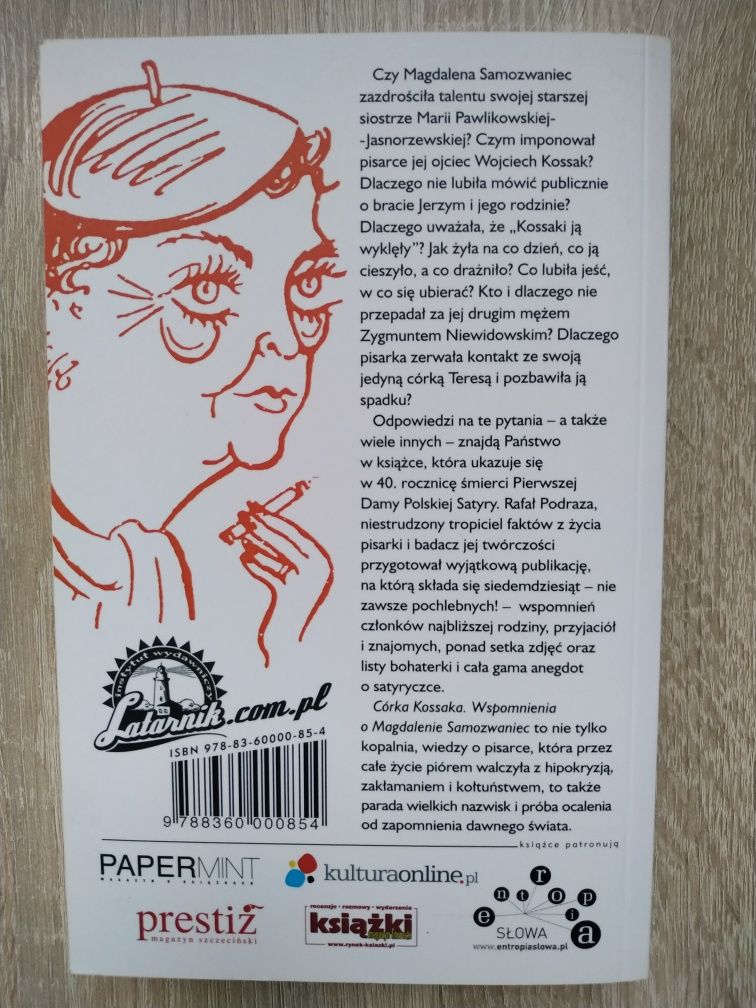 Czy Magdalena Samozwaniec
zazdrościła talentu swojej starszej
siostrze Marii Pawlikowskiej-
-Jasnorzewskiej? Czym imponował
pisarce jej ojciec Wojciech Kossak?
Dlaczego nie lubiła mówić publicznie
o bracie Jerzym i jego rodzinie?
Dlaczego uważała, że „Kossaki ją
wyklęły”? Jak żyła na co dzień, co ją
cieszyło, a co drażniło? Co lubiła jeść,
w co się ubierać? Kto i dlaczego nie
przepadał za jej drugim mężem
Zygmuntem Niewidowskim? Dlaczego
pisarka zerwała kontakt ze swoją
jedyną córką Teresą i pozbawiła ją
spadku?
Odpowiedzi na te pytania – a także
wiele innych – znajdą Państwo
w książce, która ukazuje się
w 40. rocznicę śmierci Pierwszej
Damy Polskiej Satyry. Rafał Podraza,
niestrudzony tropiciel faktów z życia
pisarki i badacz jej twórczości
przygotował wyjątkową publikację,
na którą składa się siedemdziesiąt – nie
zawsze pochlebnych! – wspomnień
członków najbliższej rodziny, przyjaciół
i znajomych, ponad setka zdjęć oraz
listy bohaterki i cała gama anegdot
o satyryczce.
Córka Kossaka. Wspomnienia
o Magdalenie Samozwaniec to nie tylko
kopalnia, wiedzy o pisarce, która przez
całe życie piórem walczyła z hipokryzją,
zakłamaniem i kołtuństwem, to także
parada wielkich nazwisk i próba ocalenia
od zapomnienia dawnego świata.
instytut wydawniczy
Latarnik.com.pl
ISBN 978-83-60000-85-4
9 788360 000854
książce patronują
PAPERMINT
MAGAZYN O KSIĄŻKACH
kulturaonline.pl
entropia
SŁOWA
www.entropiaslowa.pl
prestiż
magazyn szczeciński
recenzje • rozmowy • wydarzenia
książki
www.rynek-ksiazki.pl